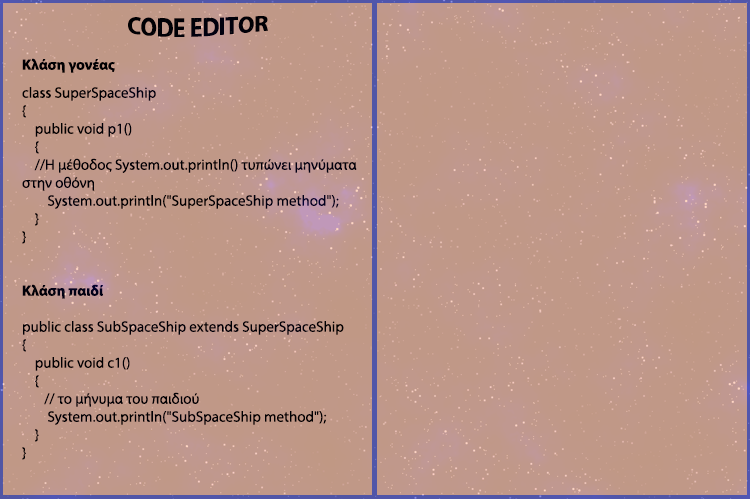 CODE EDITOR
Κλάση γονέας
class SuperSpaceShip
{
public void p1()
{
//Η μέθοδος System.out.println() τυπώνει μηνύματα
στην οθόνη
System.out.println("SuperSpaceShip method");
}
}
Κλάση παιδί
public class SubSpaceShip extends SuperSpaceShip
{
public void c1()
{
// το μήνυμα του παιδιού
System.out.println("SubSpaceShip method");
}
}